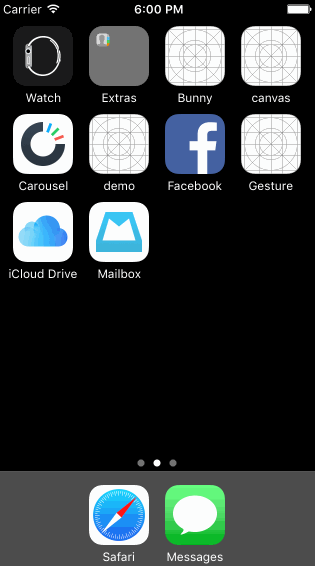 Carrier 6:00 PM
Watch Extras Bunny canvas
Carousel demo Facebook Gesture
iCloud Drive Mailbox
Safari Messages